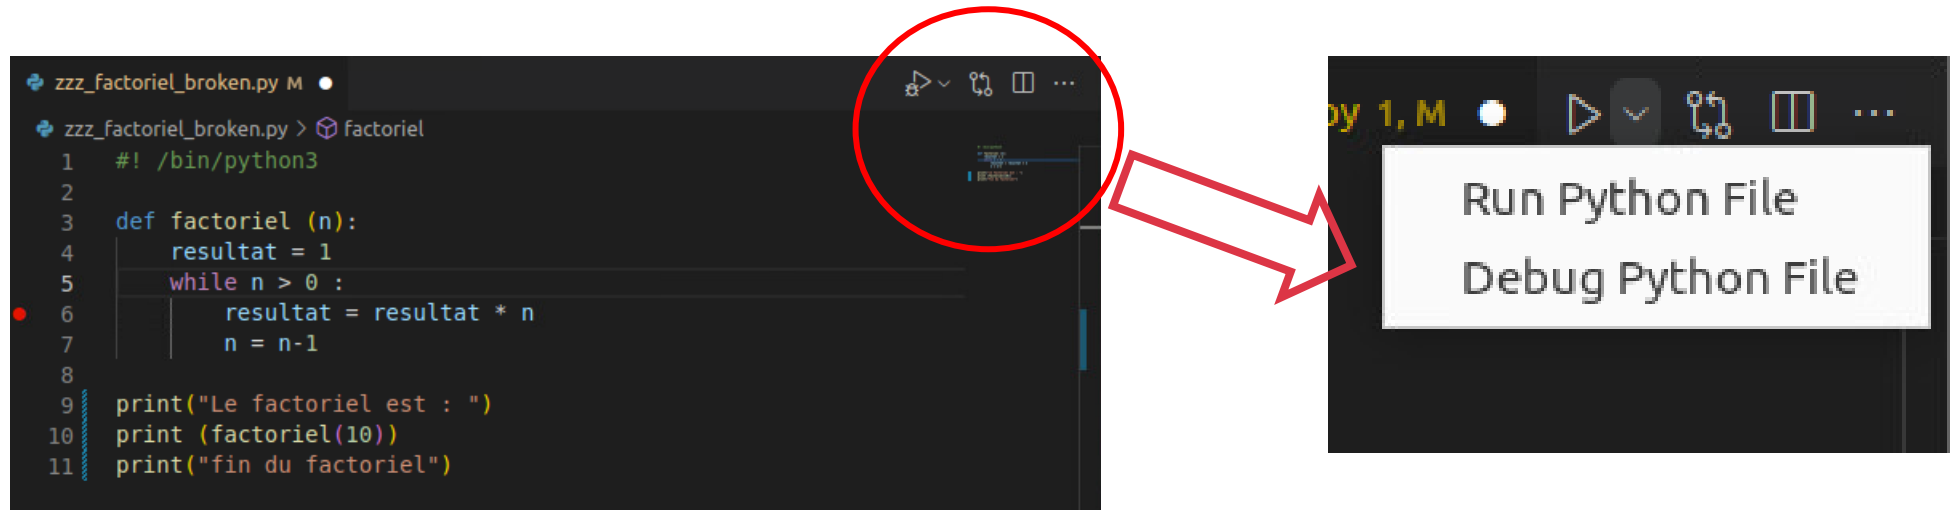 zzz_factoriel_broken.py M
zzz_factoriel_broken.py > factoriel
1 #! /bin/python3
2
3 def factoriel (n):
4 resultat = 1
5 while n > 0 :
6 resultat = resultat * n
7 n = n-1
8
9 print("Le factoriel est : ")
10 print (factoriel(10))
11 print("fin du factoriel")
py 1, M
Run Python File
Debug Python File